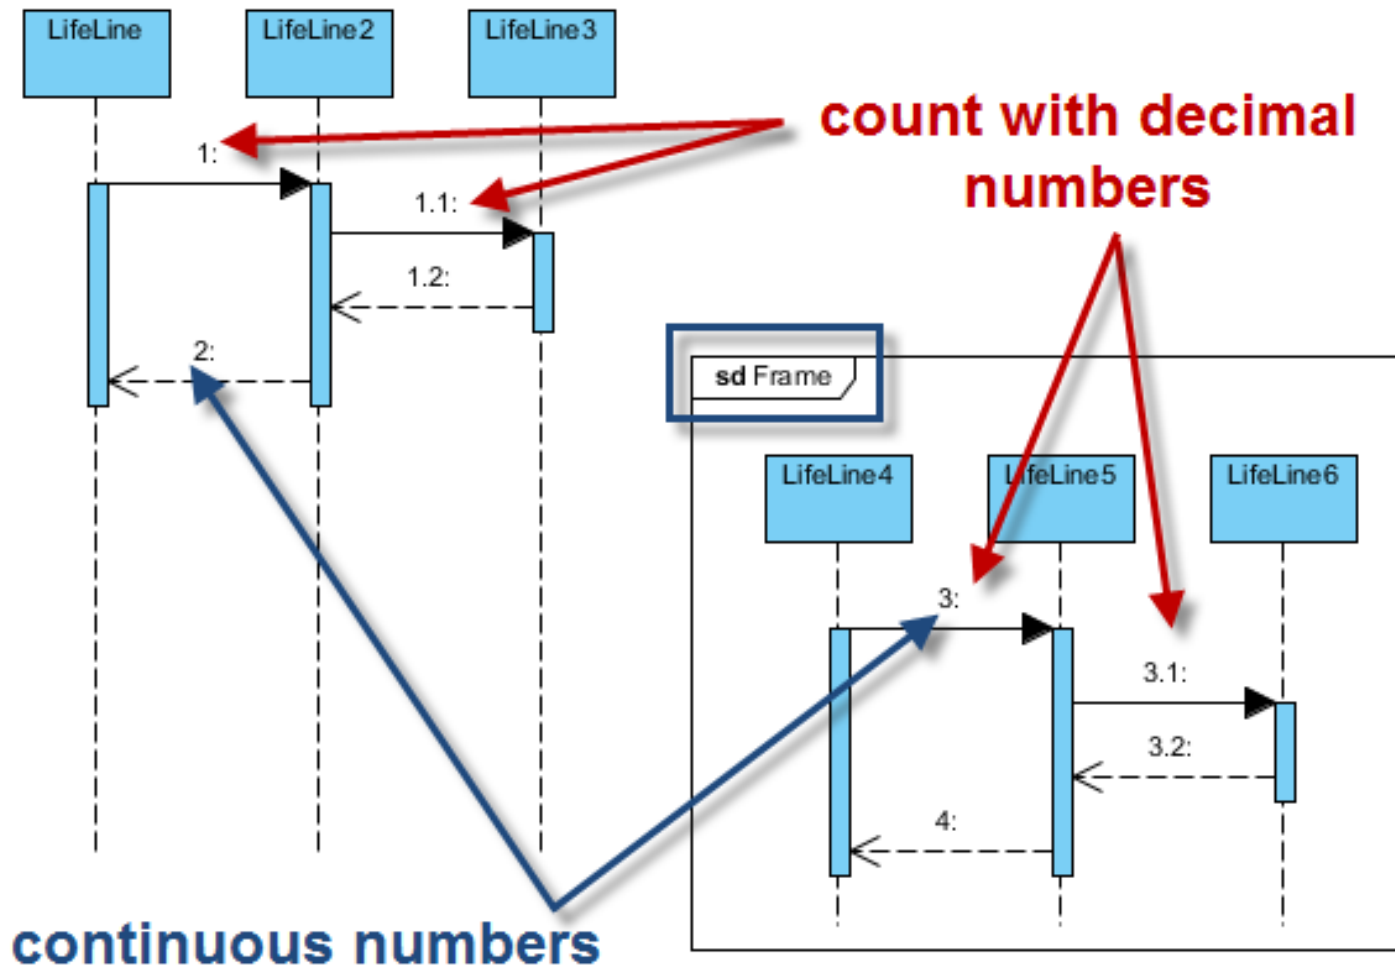 LifeLine
LifeLine2
LifeLine3
count with decimal
numbers
1:
1.1:
1.2:
2:
sd Frame
LifeLine4
LifeLine5
LifeLine6
3:
3.1:
3.2:
4:
continuous numbers